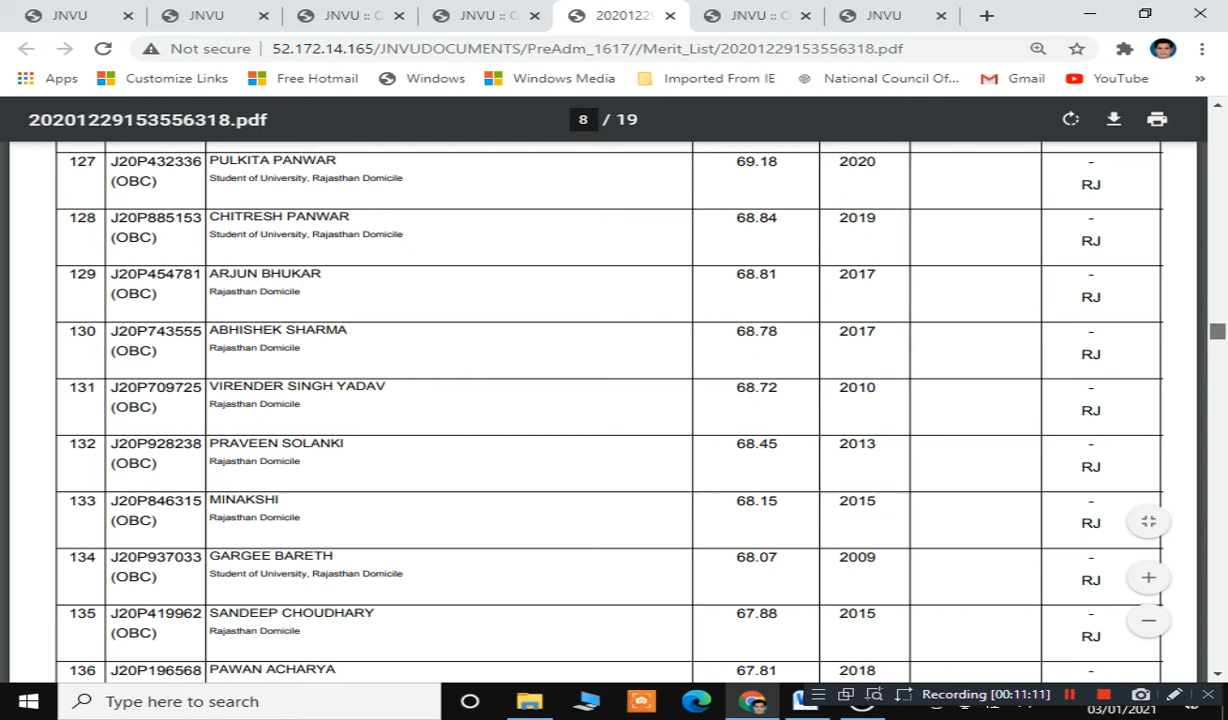 JNVU
JNVU
JNVU :: C
JNVU :: C
2020122
JNVU :: C
JNVU
Not secure 52.172.14.165/JNVUDOCUMENTS/PreAdm_1617//Merit_List/20201229153556318.pdf
Apps Customize Links Free Hotmail Windows Windows Media Imported From IE National Council Of... Gmail YouTube »
20201229153556318.pdf 8 / 19
127 J20P432336 PULKITA PANWAR 69.18 2020 -
(OBC) Student of University, Rajasthan Domicile RJ
128 J20P885153 CHITRESH PANWAR 68.84 2019 -
(OBC) Student of University, Rajasthan Domicile RJ
129 J20P454781 ARJUN BHUKAR 68.81 2017 -
(OBC) Rajasthan Domicile RJ
130 J20P743555 ABHISHEK SHARMA 68.78 2017 -
(OBC) Rajasthan Domicile RJ
131 J20P709725 VIRENDER SINGH YADAV 68.72 2010 -
(OBC) Rajasthan Domicile RJ
132 J20P928238 PRAVEEN SOLANKI 68.45 2013 -
(OBC) Rajasthan Domicile RJ
133 J20P846315 MINAKSHI 68.15 2015 -
(OBC) Rajasthan Domicile RJ
134 J20P937033 GARGEE BARETH 68.07 2009 -
(OBC) Student of University, Rajasthan Domicile RJ
135 J20P419962 SANDEEP CHOUDHARY 67.88 2015 -
(OBC) Rajasthan Domicile RJ
136 J20P196568 PAWAN ACHARYA 67.81 2018 -
Type here to search
Recording [00:11:11]
03/01/2021